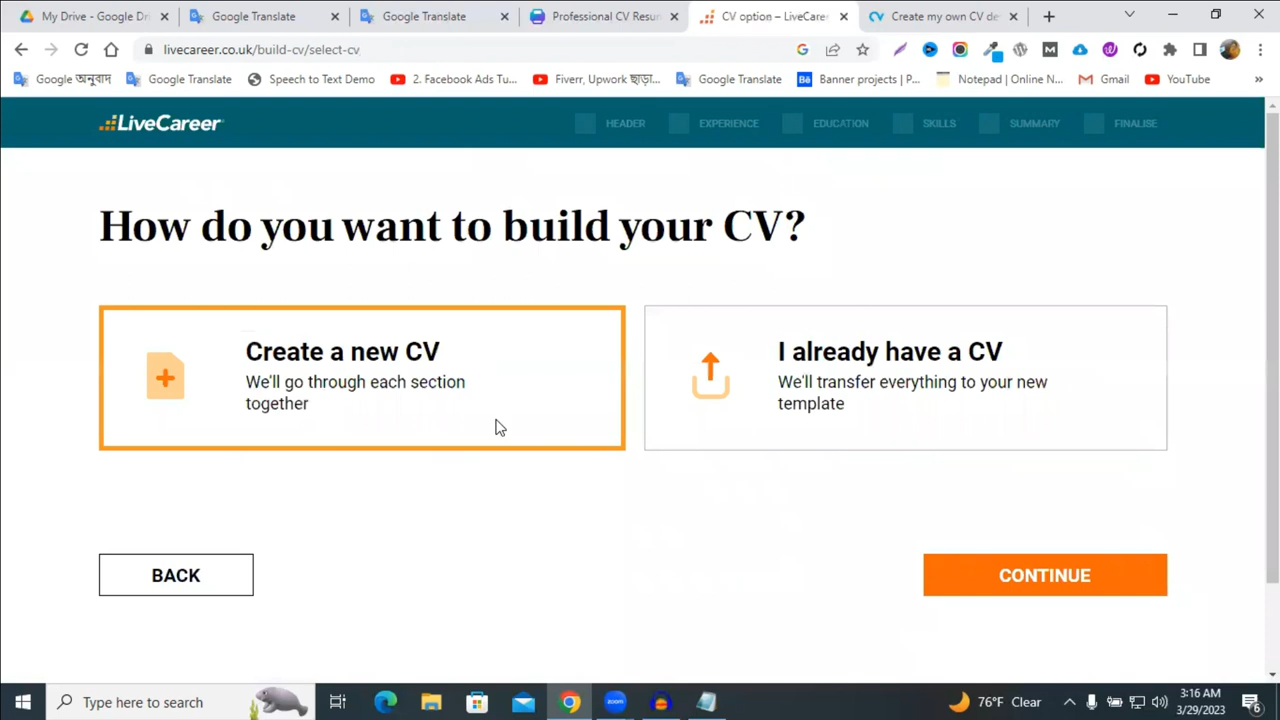 My Drive - Google Dri
Google Translate
Google Translate
Professional CV Resun
CV option – LiveCaree
Create my own CV de
livecareer.co.uk/build-cv/select-cv
Google অনুবাদ
Google Translate
Speech to Text Demo
2. Facebook Ads Tu...
Fiverr, Upwork ছাড়া...
Google Translate
Banner projects | P...
Notepad | Online N...
Gmail
YouTube
LiveCareer
HEADER
EXPERIENCE
EDUCATION
SKILLS
SUMMARY
FINALISE
How do you want to build your CV?
Create a new CV
We'll go through each section
together
I already have a CV
We'll transfer everything to your new
template
BACK
CONTINUE
Type here to search
zoom
76°F Clear
3:16 AM
3/29/2023
6